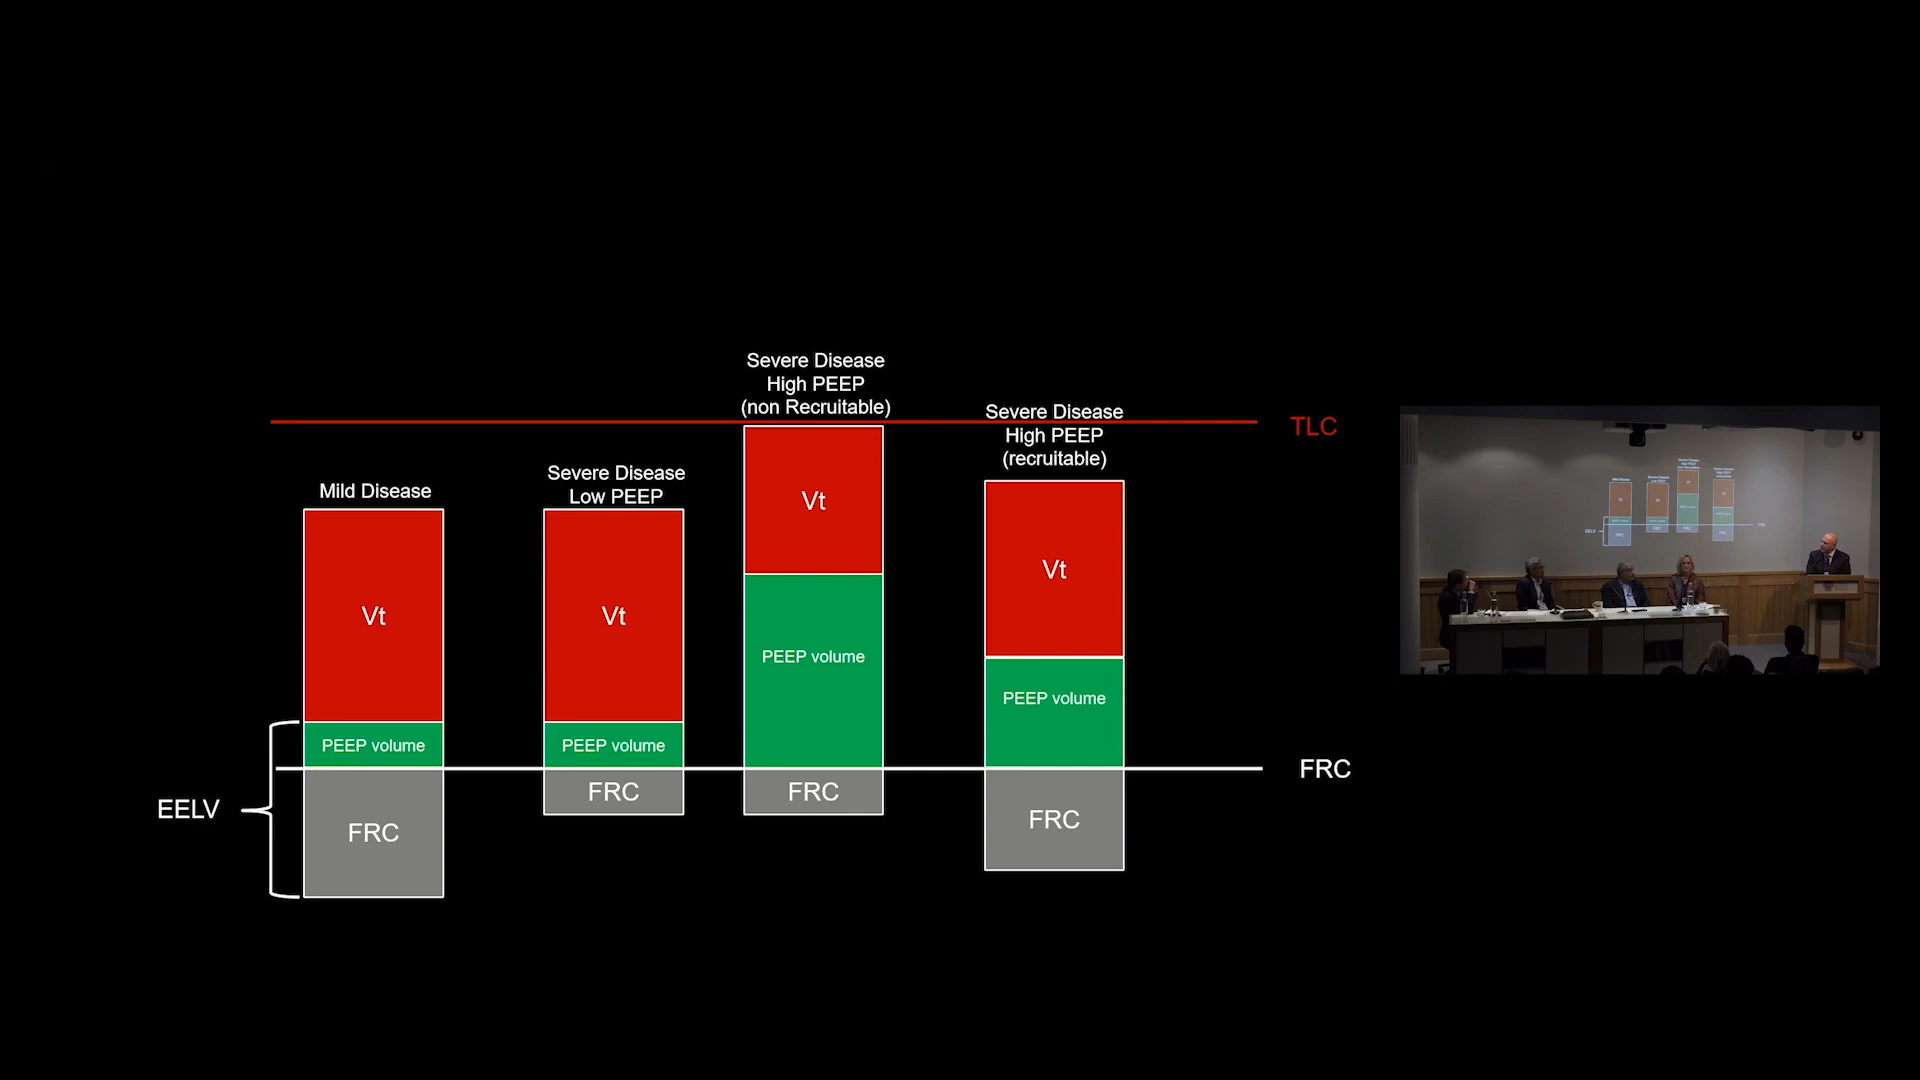 Severe Disease
High PEEP
(non Recruitable)
Severe Disease
High PEEP
(recruitable)
TLC
Severe Disease
Low PEEP
Mild Disease
Vt
Vt
Vt
Vt
PEEP volume
PEEP volume
PEEP volume
PEEP volume
FRC
FRC
FRC
FRC
FRC
EELV